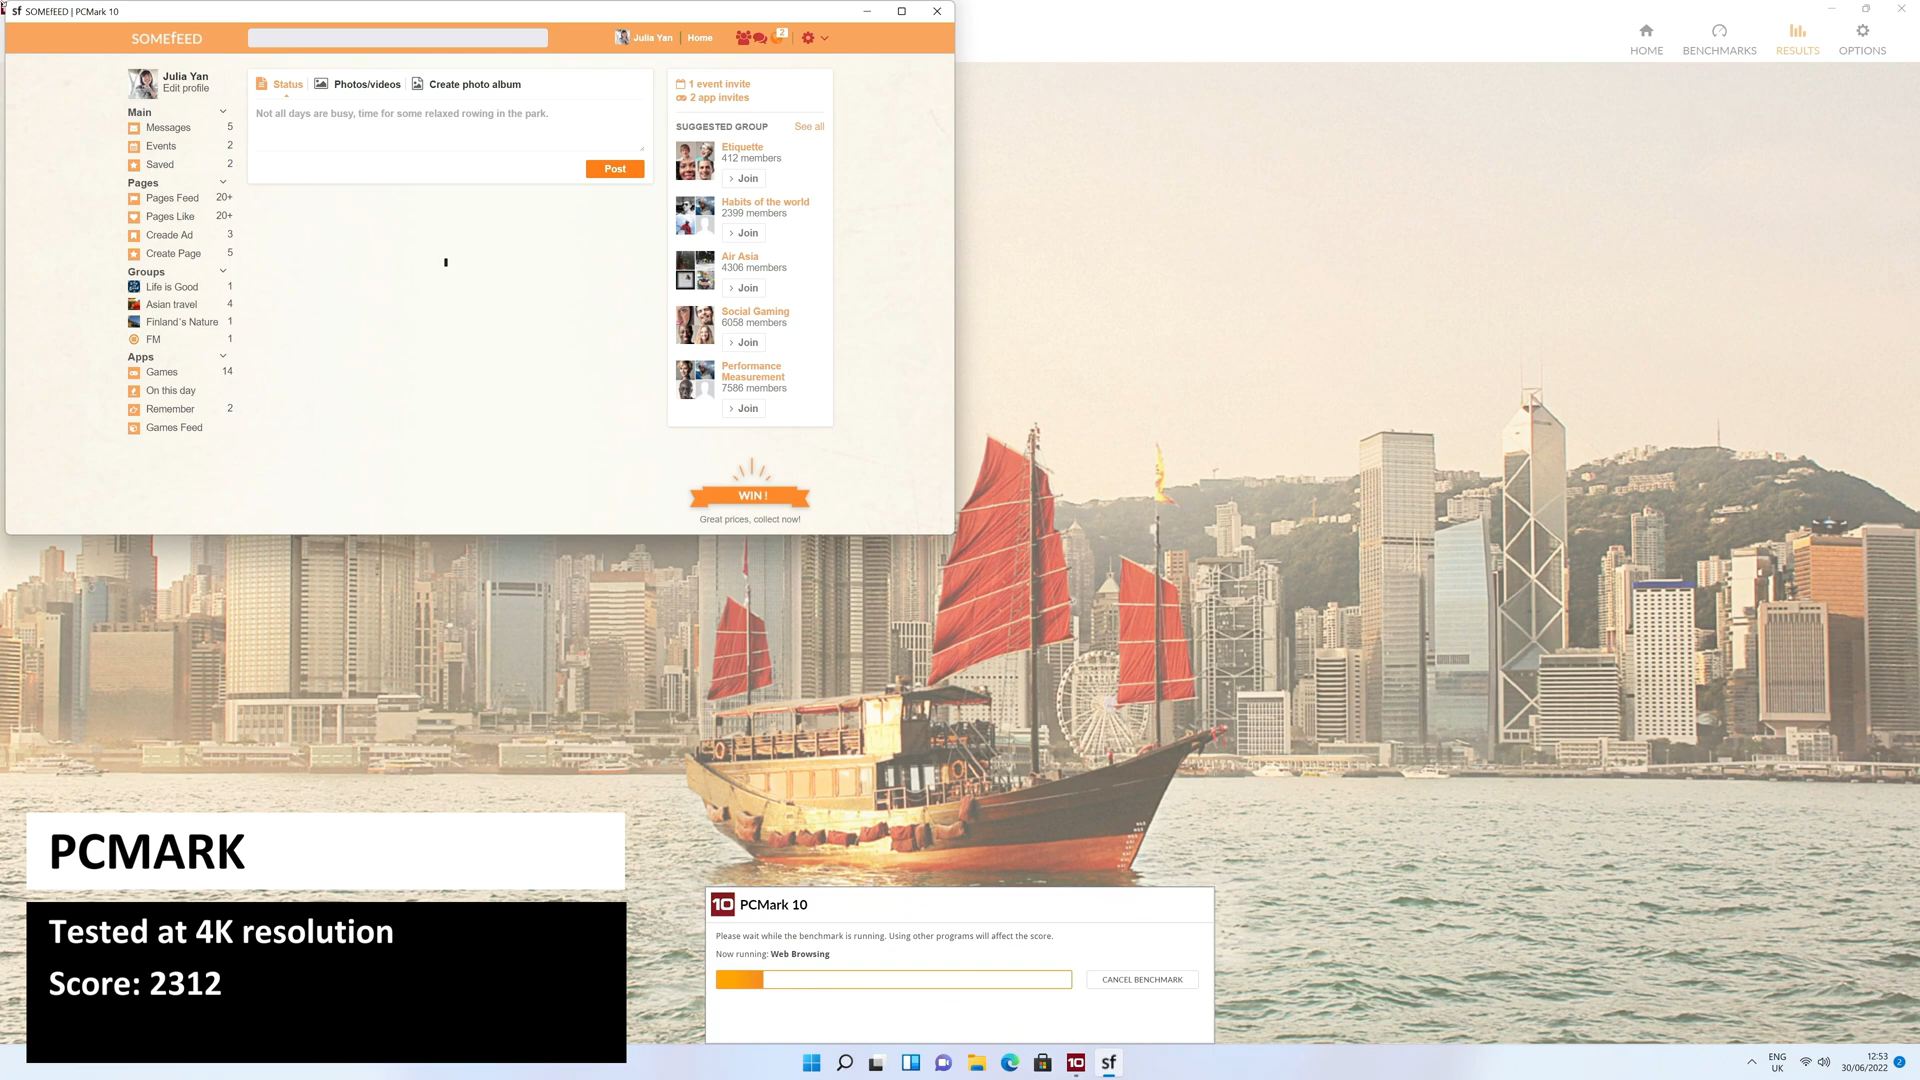 SOMEfEED | PCMark 10
SOMEfEED
Julia Yan
Home
2
HOME
BENCHMARKS
RESULTS
OPTIONS
Julia Yan
Edit profile
Main
Messages 5
Events 2
Saved 2
Pages
Pages Feed 20+
Pages Like 20+
Creade Ad 3
Create Page 5
Groups
Life is Good 1
Asian travel 4
Finland`s Nature 1
FM 1
Apps
Games 14
On this day
Remember 2
Games Feed
Status
Photos/videos
Create photo album
Not all days are busy, time for some relaxed rowing in the park.
Post
1 event invite
2 app invites
SUGGESTED GROUP See all
Etiquette
412 members
Join
Habits of the world
2399 members
Join
Air Asia
4306 members
Join
Social Gaming
6058 members
Join
Performance
Measurement
7586 members
Join
WIN !
Great prices, collect now!
PCMARK
Tested at 4K resolution
Score: 2312
10 PCMark 10
Please wait while the benchmark is running. Using other programs will affect the score.
Now running: Web Browsing
CANCEL BENCHMARK
10
sf
ENG
UK
12:53
30/06/2022
2